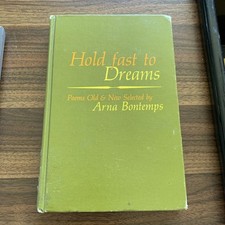 Hold fast to
Dreams
Poems Old & New Selected by
Arna Bontemps